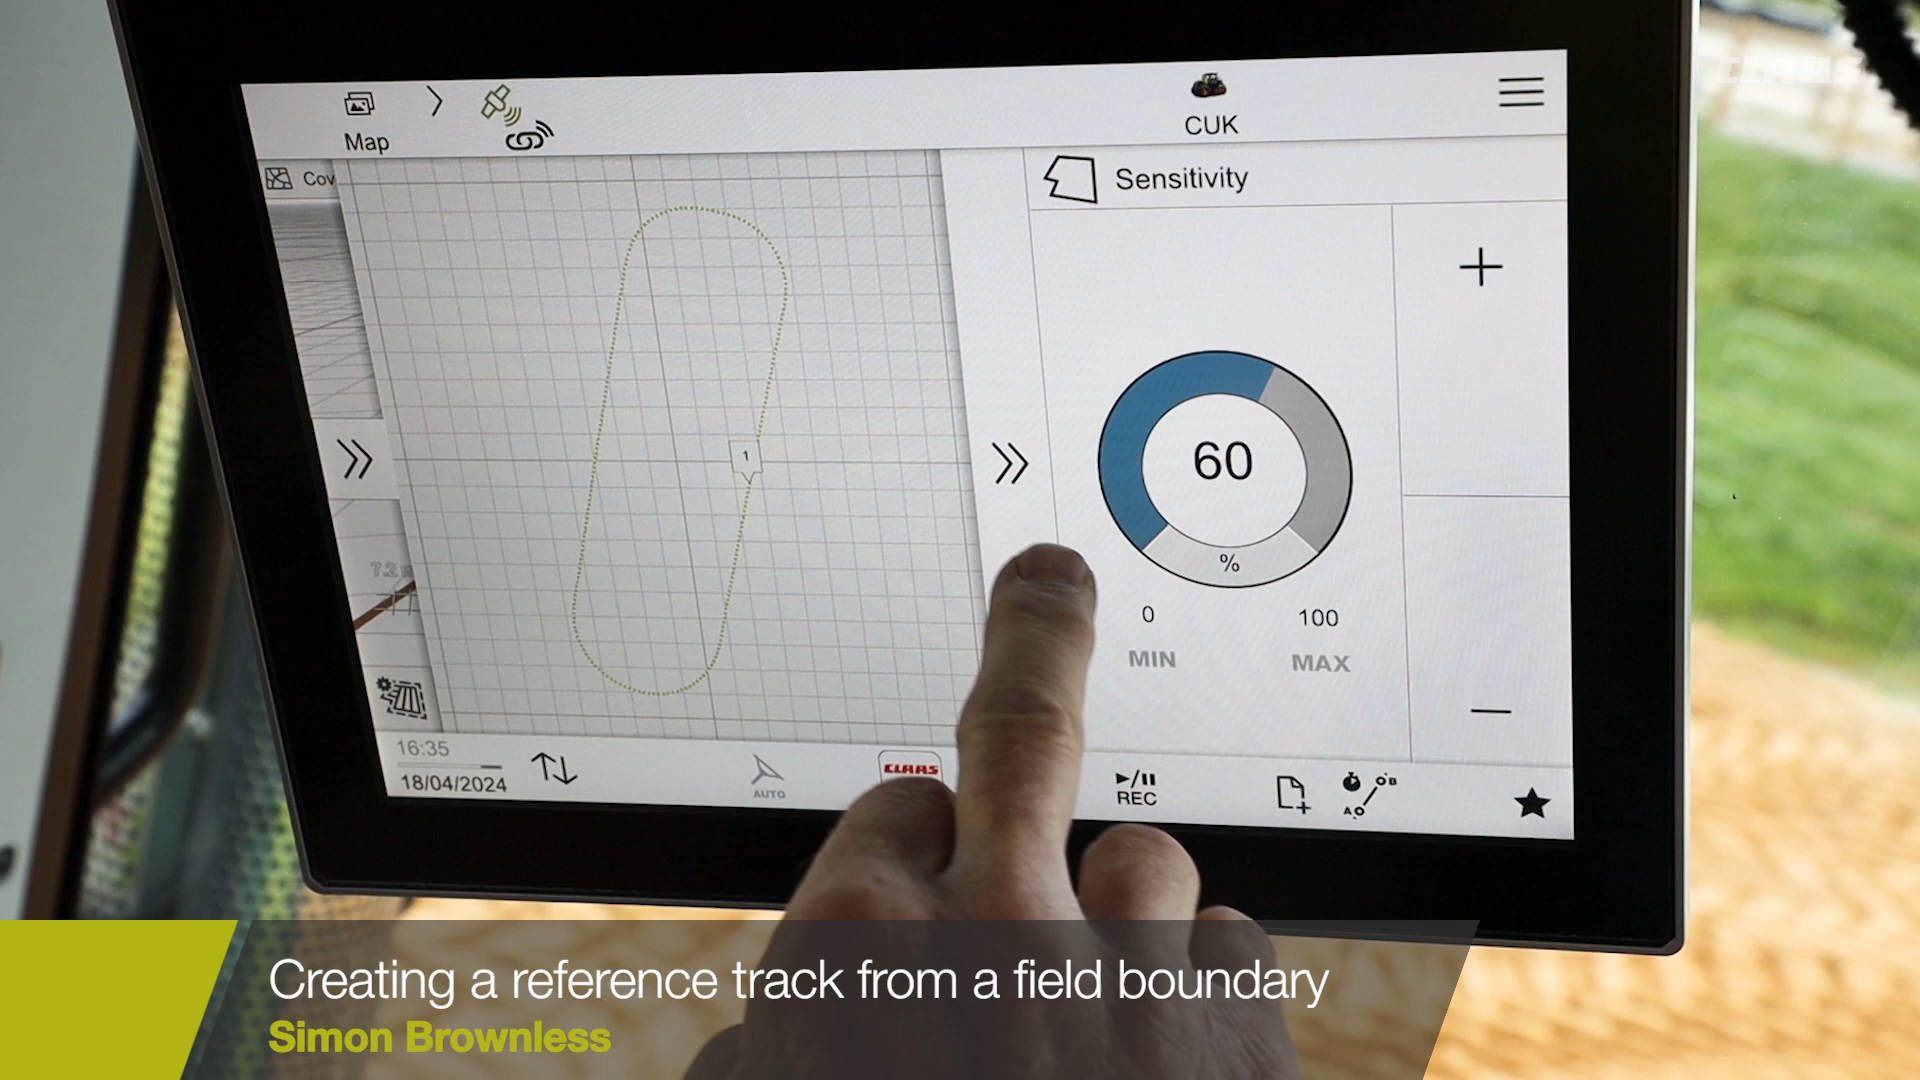 CLAAS
Map
CUK
Cov
Sensitivity
1
60
%
0
100
MIN
MAX
16:35
18/04/2024
AUTO
CLAAS
REC
A
B
Creating a reference track from a field boundary
Simon Brownless